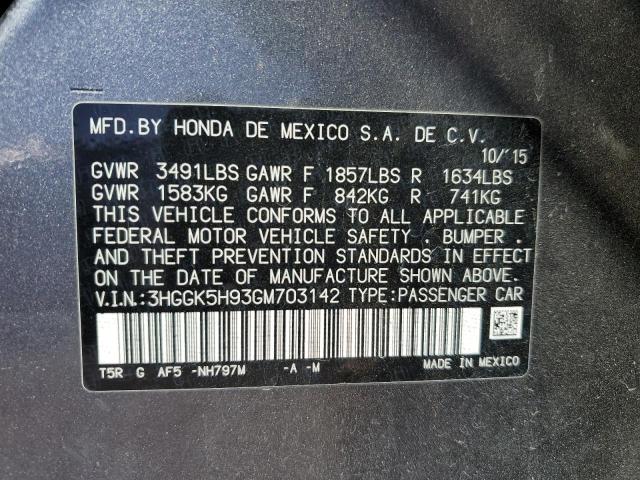 MFD.BY HONDA DE MEXICO S.A. DE C.V.
10/'15
GVWR 3491LBS GAWR F 1857LBS R 1634LBS
GVWR 1583KG GAWR F 842KG R 741KG
THIS VEHICLE CONFORMS TO ALL APPLICABLE
FEDERAL MOTOR VEHICLE SAFETY . BUMPER .
AND THEFT PREVENTION STANDARDS IN EFFECT
ON THE DATE OF MANUFACTURE SHOWN ABOVE.
V.I.N.:3HGGK5H93GM703142 TYPE:PASSENGER CAR
T5R G AF5 -NH797M -A -M MADE IN MEXICO